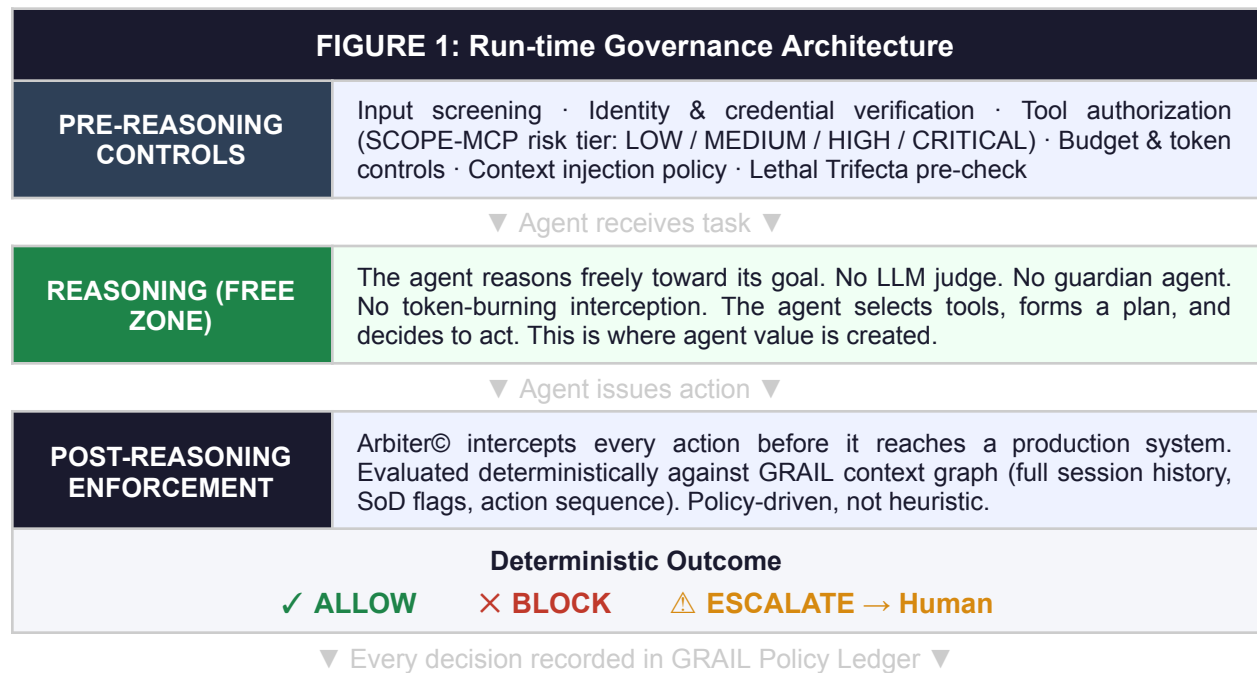 FIGURE 1: Run-time Governance Architecture
PRE-REASONING
CONTROLS
Input screening · Identity & credential verification · Tool authorization
(SCOPE-MCP risk tier: LOW / MEDIUM / HIGH / CRITICAL) · Budget & token
controls · Context injection policy · Lethal Trifecta pre-check
▼ Agent receives task ▼
REASONING (FREE
ZONE)
The agent reasons freely toward its goal. No LLM judge. No guardian agent.
No token-burning interception. The agent selects tools, forms a plan, and
decides to act. This is where agent value is created.
▼ Agent issues action ▼
POST-REASONING
ENFORCEMENT
Arbiter© intercepts every action before it reaches a production system.
Evaluated deterministically against GRAIL context graph (full session history,
SoD flags, action sequence). Policy-driven, not heuristic.
Deterministic Outcome
✓ ALLOW ✕ BLOCK ⚠ ESCALATE → Human
▼ Every decision recorded in GRAIL Policy Ledger ▼